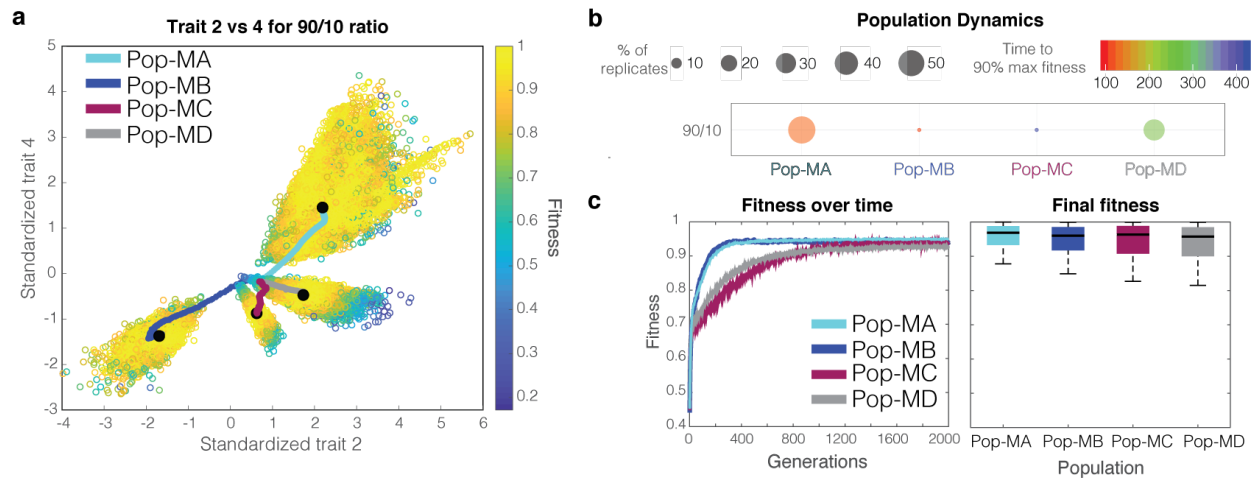 a
Trait 2 vs 4 for 90/10 ratio
Pop-MA
Pop-MB
Pop-MC
Pop-MD
5
4
3
2
1
0
-1
-2
-3
Standardized trait 4
-4
-3
-2
-1
0
1
2
3
4
5
6
Standardized trait 2
1
0.9
0.8
0.7
0.6
0.5
0.4
0.3
0.2
Fitness
b
Population Dynamics
% of
replicates
10
20
30
40
50
Time to
90% max fitness
100
200
300
400
90/10
Pop-MA
Pop-MB
Pop-MC
Pop-MD
c
Fitness over time
1
0.9
0.8
0.7
0.6
0.5
0.4
Fitness
Pop-MA
Pop-MB
Pop-MC
Pop-MD
0
400
800
1200
1600
2000
Generations
Final fitness
Pop-MA
Pop-MB
Pop-MC
Pop-MD
Population